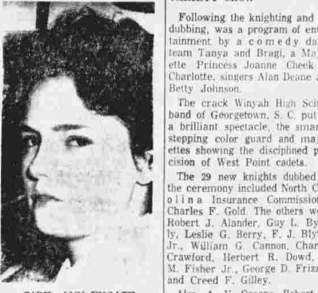 Following the knighting and
dubbing, was a program of ent
tainment by a comedy da
team Tanya and Bragi, a Ma
ette Princess Joanne Cheek
Charlotte, singers Alan Deane
Betty Johnson.
The crack Winyah High Sch
band of Georgetown, S. C. put
a brilliant spectacle, the smar
stepping color guard and maj
ettes showing the disciplined p
cision of West Point cadets.
The 29 new knights dubbed
the ceremony included North C
olina Insurance Commission
Charles F. Gold. The others we
Robert J. Alander, Guy L. By
ly, Leslie G. Berry, F. J. Bly
Jr., William G. Cannon, Char
Crawford, Herbert R. Dowd,
M. Fisher Jr., George D. Friz
and Creed F. Gilley.